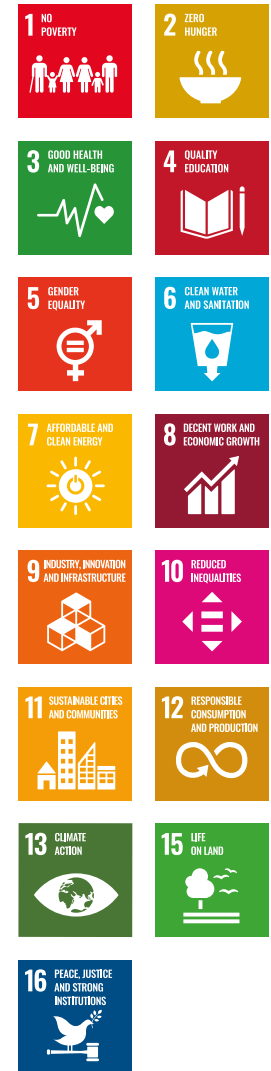 1 NO
POVERTY
2 ZERO
HUNGER
3 GOOD HEALTH
AND WELL-BEING
4 QUALITY
EDUCATION
5 GENDER
EQUALITY
6 CLEAN WATER
AND SANITATION
7 AFFORDABLE AND
CLEAN ENERGY
8 DECENT WORK AND
ECONOMIC GROWTH
9 INDUSTRY, INNOVATION
AND INFRASTRUCTURE
10 REDUCED
INEQUALITIES
11 SUSTAINABLE CITIES
AND COMMUNITIES
12 RESPONSIBLE
CONSUMPTION
AND PRODUCTION
13 CLIMATE
ACTION
15 LIFE
ON LAND
16 PEACE, JUSTICE
AND STRONG
INSTITUTIONS